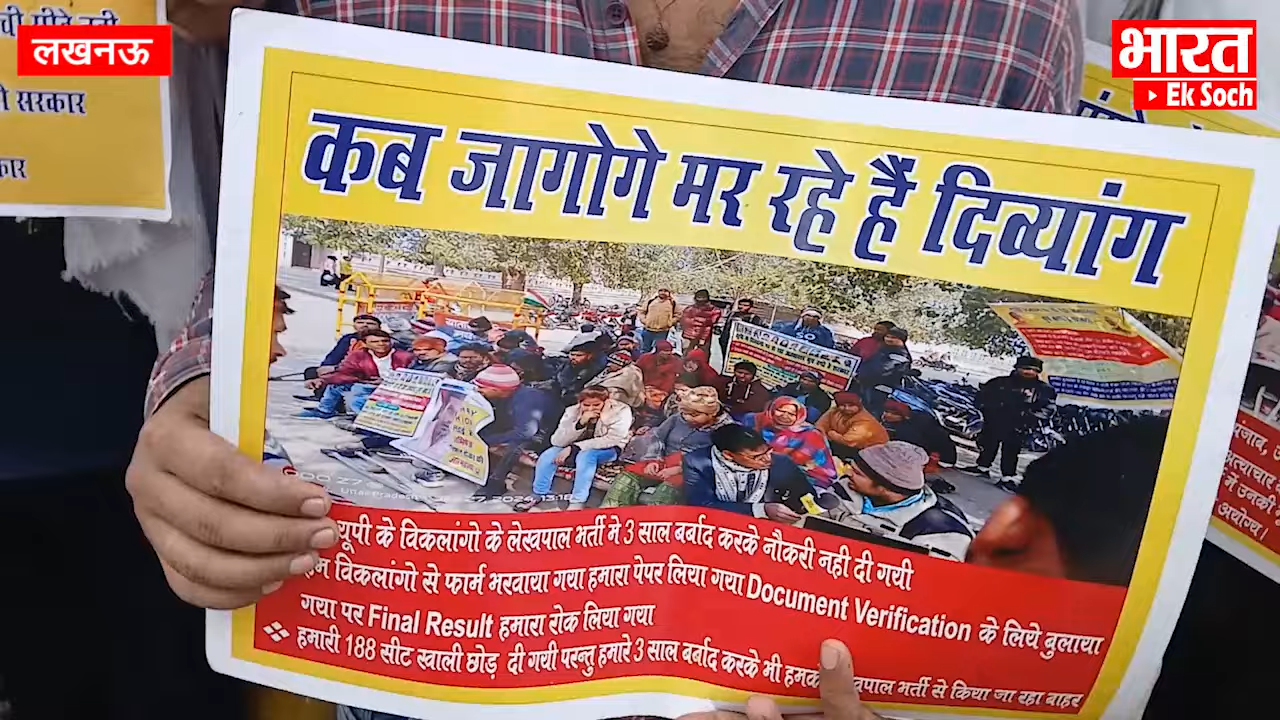 लखनऊ
भारत
Ek Soch
सरकार
कब जागोगे मर रहे हैं दिव्यांग
यूपी के विकलांगो के लेखपाल भर्ती मे 3 साल बर्बाद करके नौकरी नही दी गयी
विकलांगो से फार्म भरवाया गया हमारा पेपर लिया गया Document Verification के लिये बुलाया
गया पर Final Result हमारा रोक लिया गया
हमारी 188 सीट खाली छोड़ दी गयी परन्तु हमारे 3 साल बर्बाद करके भी भर्ती से किया जा रहा बाहर
में उनकी
अयोग्य।